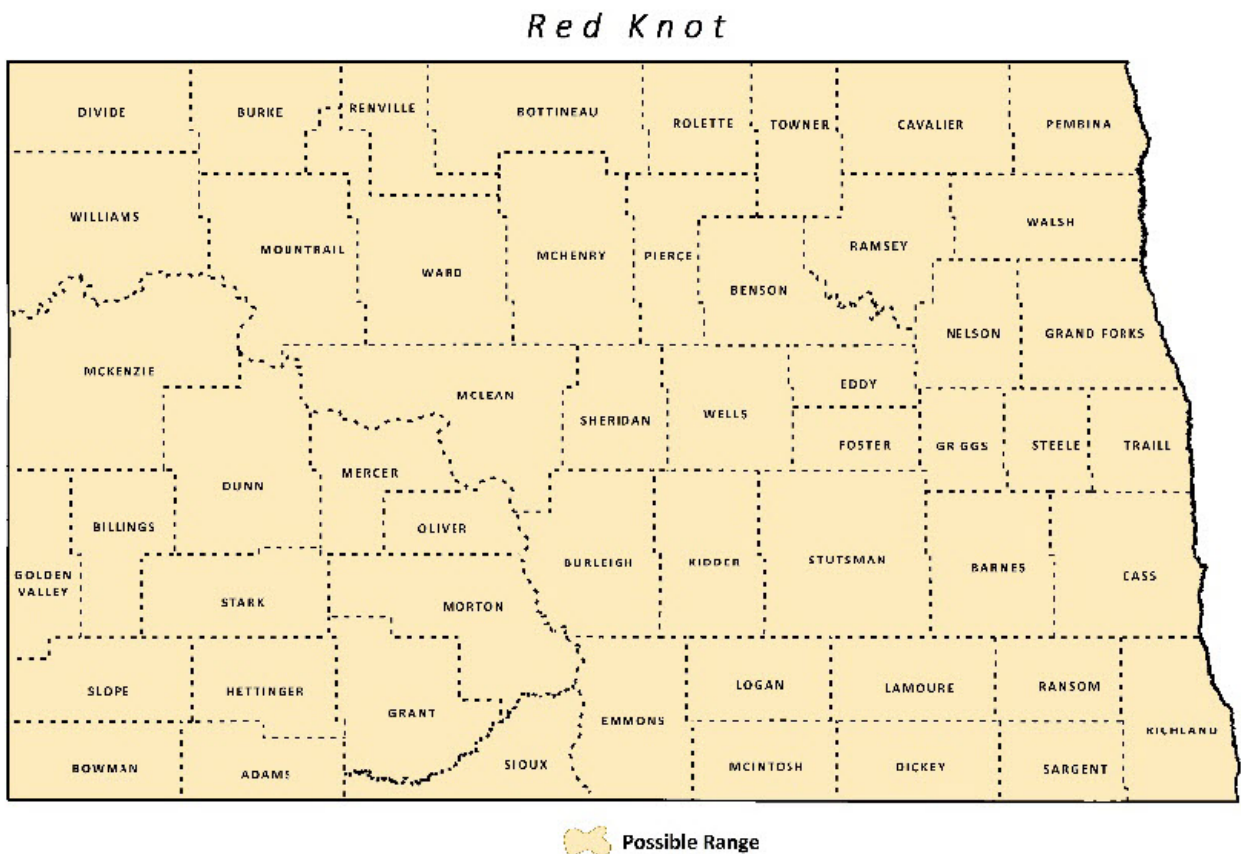 Red Knot
DIVIDE
BURKE
RENVILLE
BOTTINEAU
ROLETTE
TOWNER
CAVALIER
PEMBINA
WILLIAMS
MOUNTRAIL
WARD
MCHENRY
PIERCE
BENSON
RAMSEY
WALSH
NELSON
GRAND FORKS
MCKENZIE
MCLEAN
SHERIDAN
WELLS
EDDY
FOSTER
GRIGGS
STEELE
TRAILL
DUNN
MERCER
OLIVER
BILLINGS
GOLDEN
VALLEY
STARK
MORTON
BURLEIGH
KIDDER
STUTSMAN
BARNES
CASS
SLOPE
HETTINGER
GRANT
EMMONS
LOGAN
LAMOURE
RANSOM
RICHLAND
BOWMAN
ADAMS
SIOUX
MCINTOSH
DICKEY
SARGENT
Possible Range